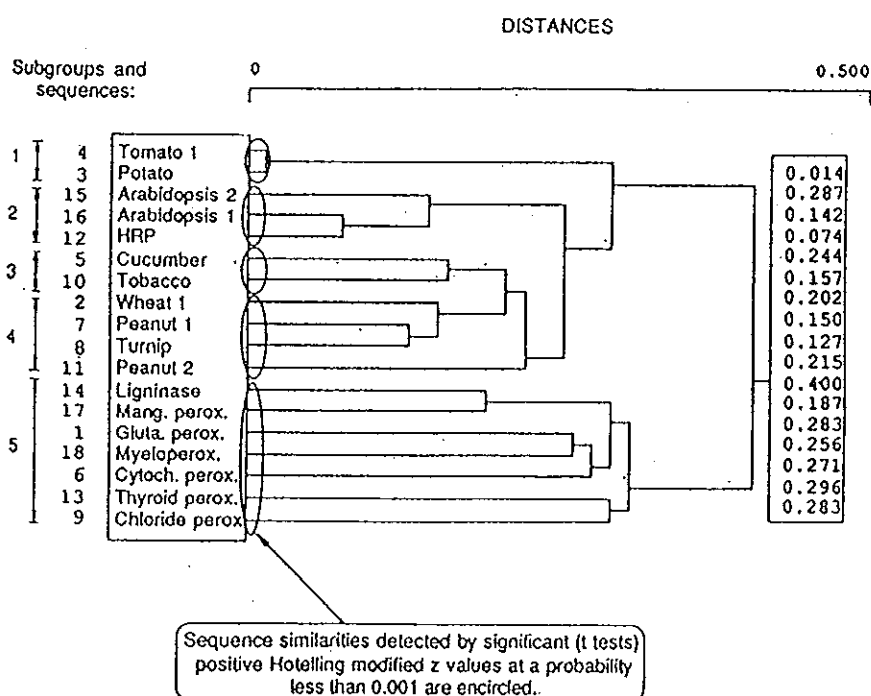 DISTANCES
Subgroups and sequences:
0 0.500
1 4 Tomato 1
3 Potato
2 15 Arabidopsis 2
16 Arabidopsis 1
12 HRP
3 5 Cucumber
10 Tobacco
4 2 Wheat 1
7 Peanut 1
8 Turnip
11 Peanut 2
5 14 Ligninase
17 Mang. perox.
1 Gluta. perox.
18 Myeloperox.
6 Cytoch. perox.
13 Thyroid perox.
9 Chloride perox
0.014
0.287
0.142
0.074
0.244
0.157
0.202
0.150
0.127
0.215
0.400
0.187
0.283
0.256
0.271
0.296
0.283
Sequence similarities detected by significant (t tests)
positive Hotelling modified z values at a probability
less than 0.001 are encircled.